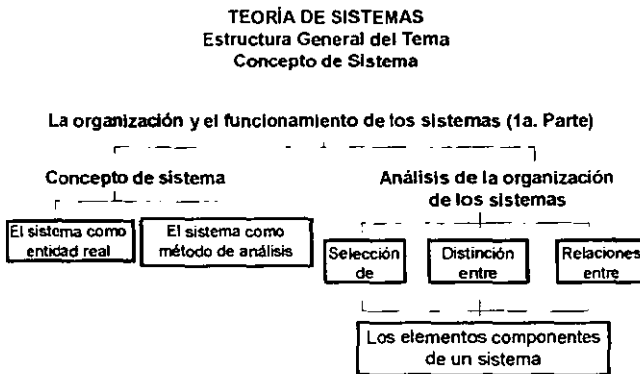 TEORÍA DE SISTEMAS
Estructura General del Tema
Concepto de Sistema
La organización y el funcionamiento de los sistemas (1a. Parte)
Concepto de sistema
Análisis de la organización
de los sistemas
El sistema como
entidad real
El sistema como
método de análisis
Selección
de
Distinción
entre
Relaciones
entre
Los elementos componentes
de un sistema